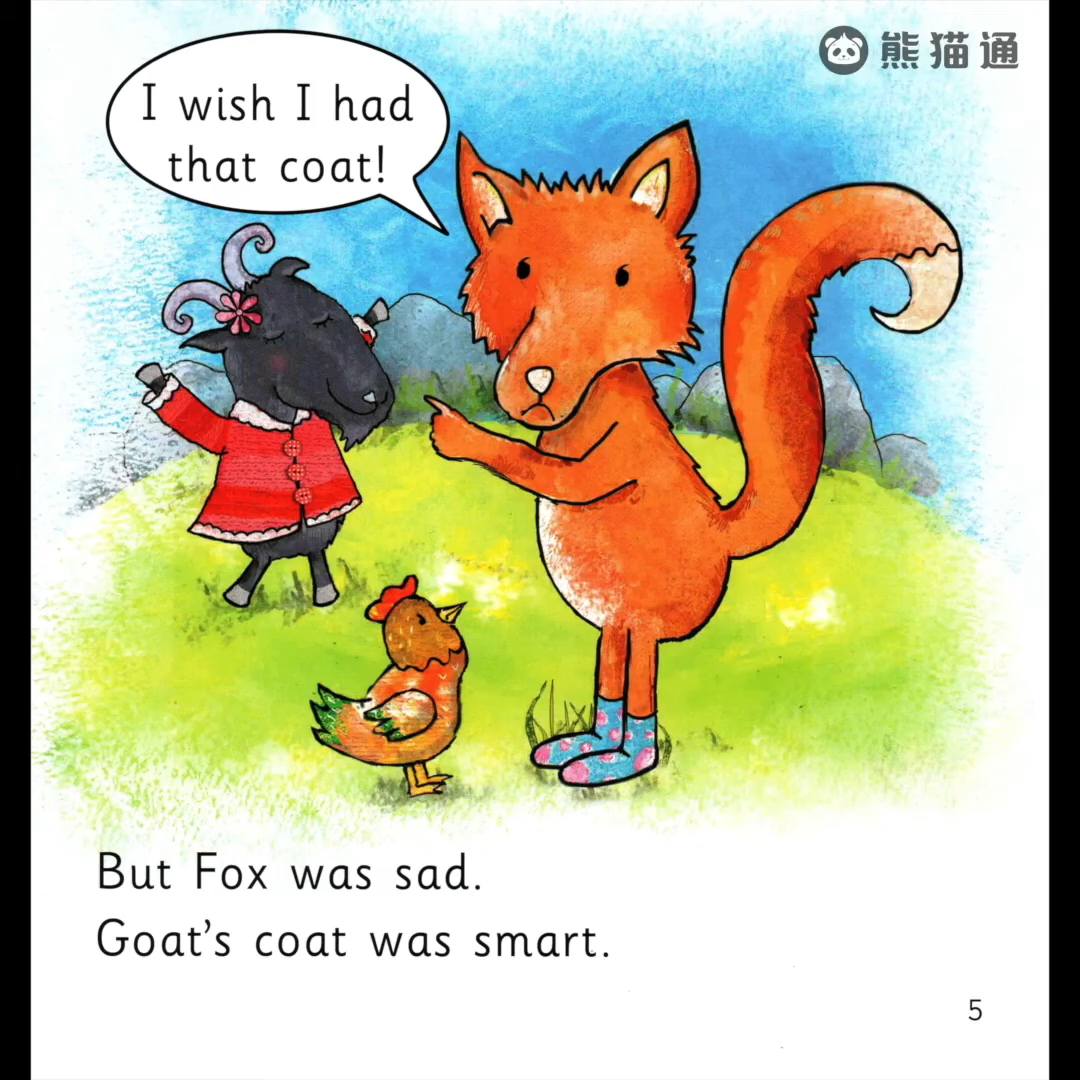 熊猫通
I wish I had
that coat!
But Fox was sad.
Goat's coat was smart.
5